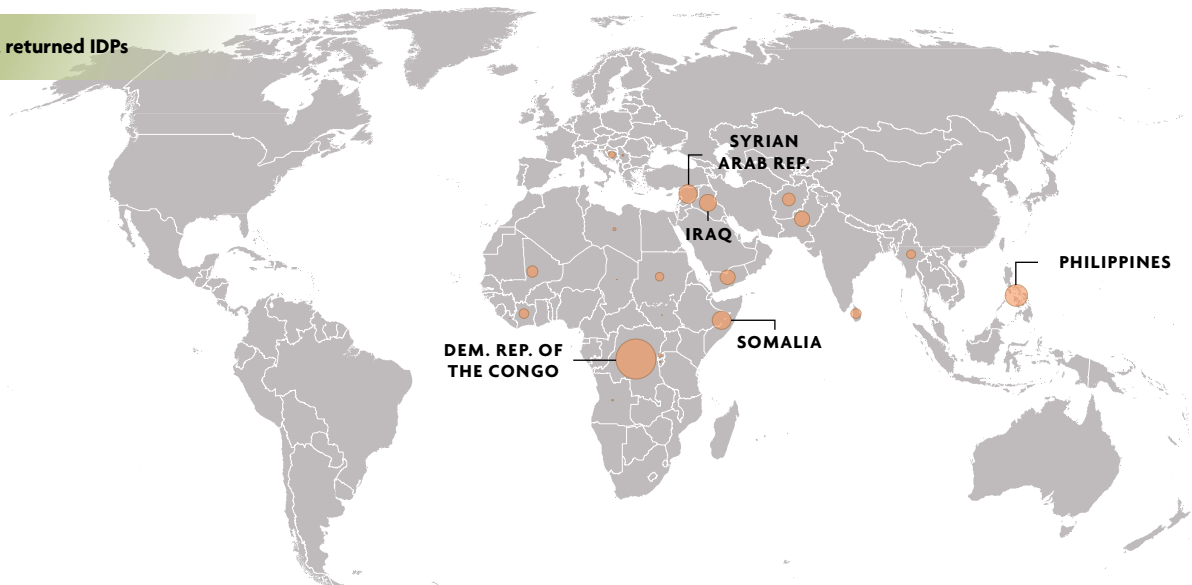 returned IDPs
SYRIAN
ARAB REP.
IRAQ
PHILIPPINES
SOMALIA
DEM. REP. OF
THE CONGO